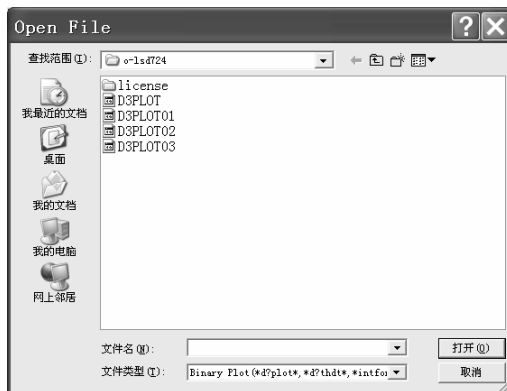 Open File
查找范围(I): o-lsd724
license
D3PLOT
D3PLOT01
D3PLOT02
D3PLOT03
我最近的文档
桌面
我的文档
我的电脑
网上邻居
文件名(N):
打开(O)
文件类型(T): Binary Plot(*d?plot*,*d?thdt*,*intfo
取消